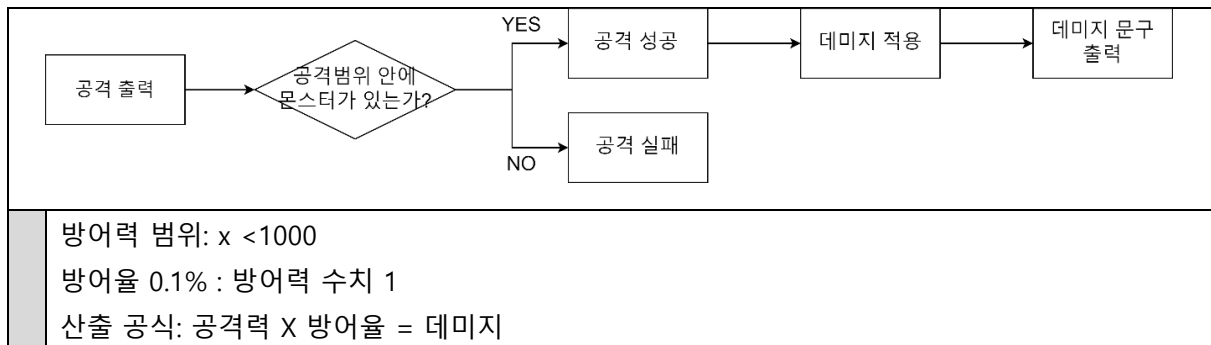 공격 출력
공격범위 안에
몬스터가 있는가?
YES
공격 성공
데미지 적용
데미지 문구
출력
NO
공격 실패
방어력 범위: x <1000
방어율 0.1% : 방어력 수치 1
산출 공식: 공격력 X 방어율 = 데미지